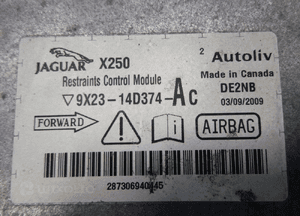 JAGUAR X250
2 Autoliv
Restraints Control Module
Made in Canada
▽ 9X23-14D374-AC
DE2NB
03/09/2009
FORWARD
AIRBAG
287306940445